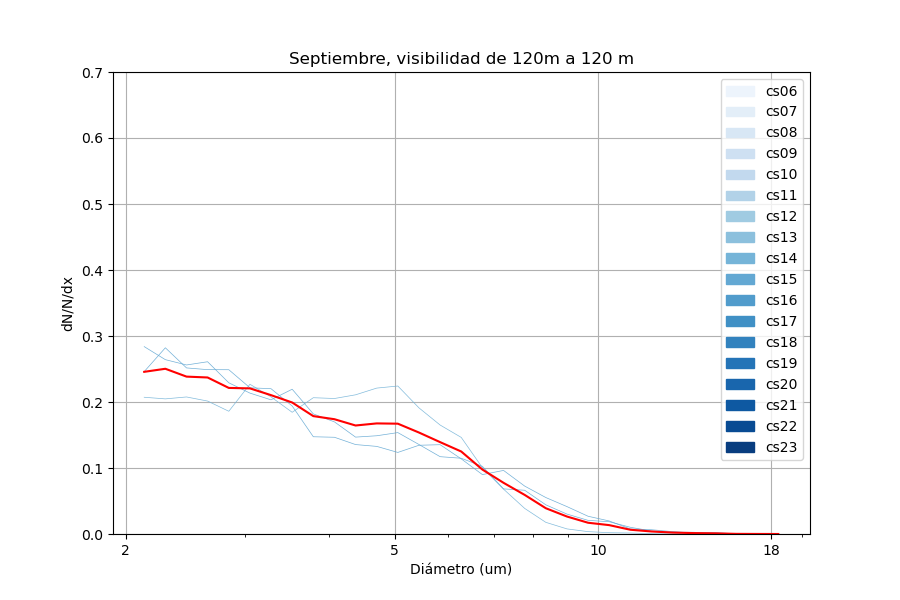 Septiembre, visibilidad de 120m a 120 m
0.7
0.6
0.5
0.4
0.3
0.2
0.1
0.0
dN/N/dx
2
5
10
18
Diámetro (um)
cs06
cs07
cs08
cs09
cs10
cs11
cs12
cs13
cs14
cs15
cs16
cs17
cs18
cs19
cs20
cs21
cs22
cs23